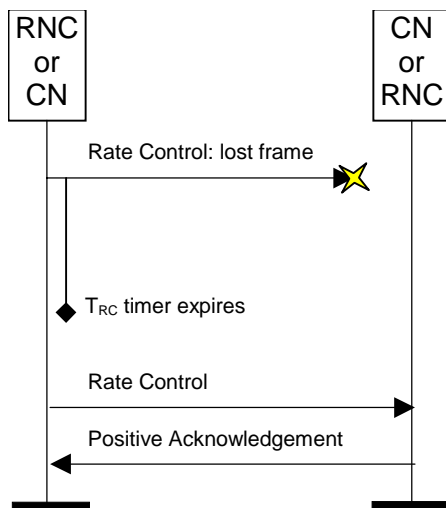 RNC
or
CN
CN
or
RNC
Rate Control: lost frame
TRC timer expires
Rate Control
Positive Acknowledgement